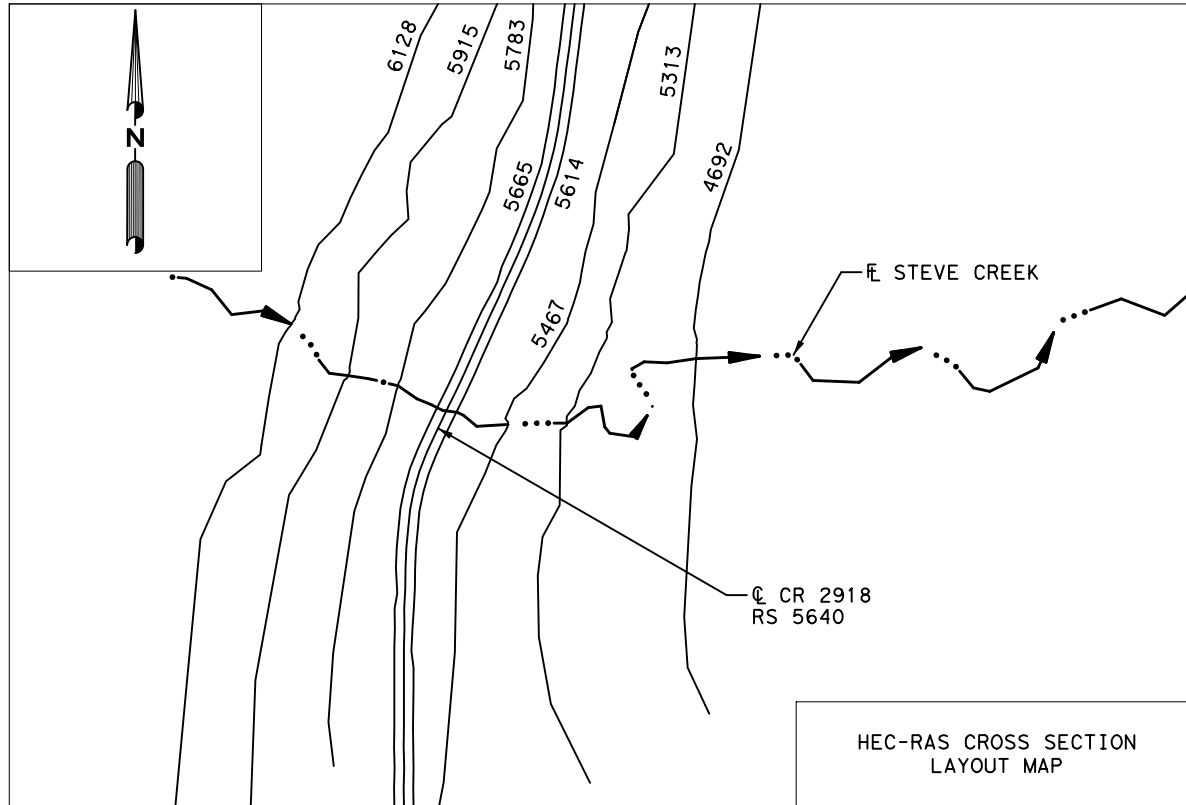 6128
5915
5783
5665
5614
5467
5313
4692
N
℄ STEVE CREEK
℄ CR 2918
RS 5640
HEC-RAS CROSS SECTION
LAYOUT MAP